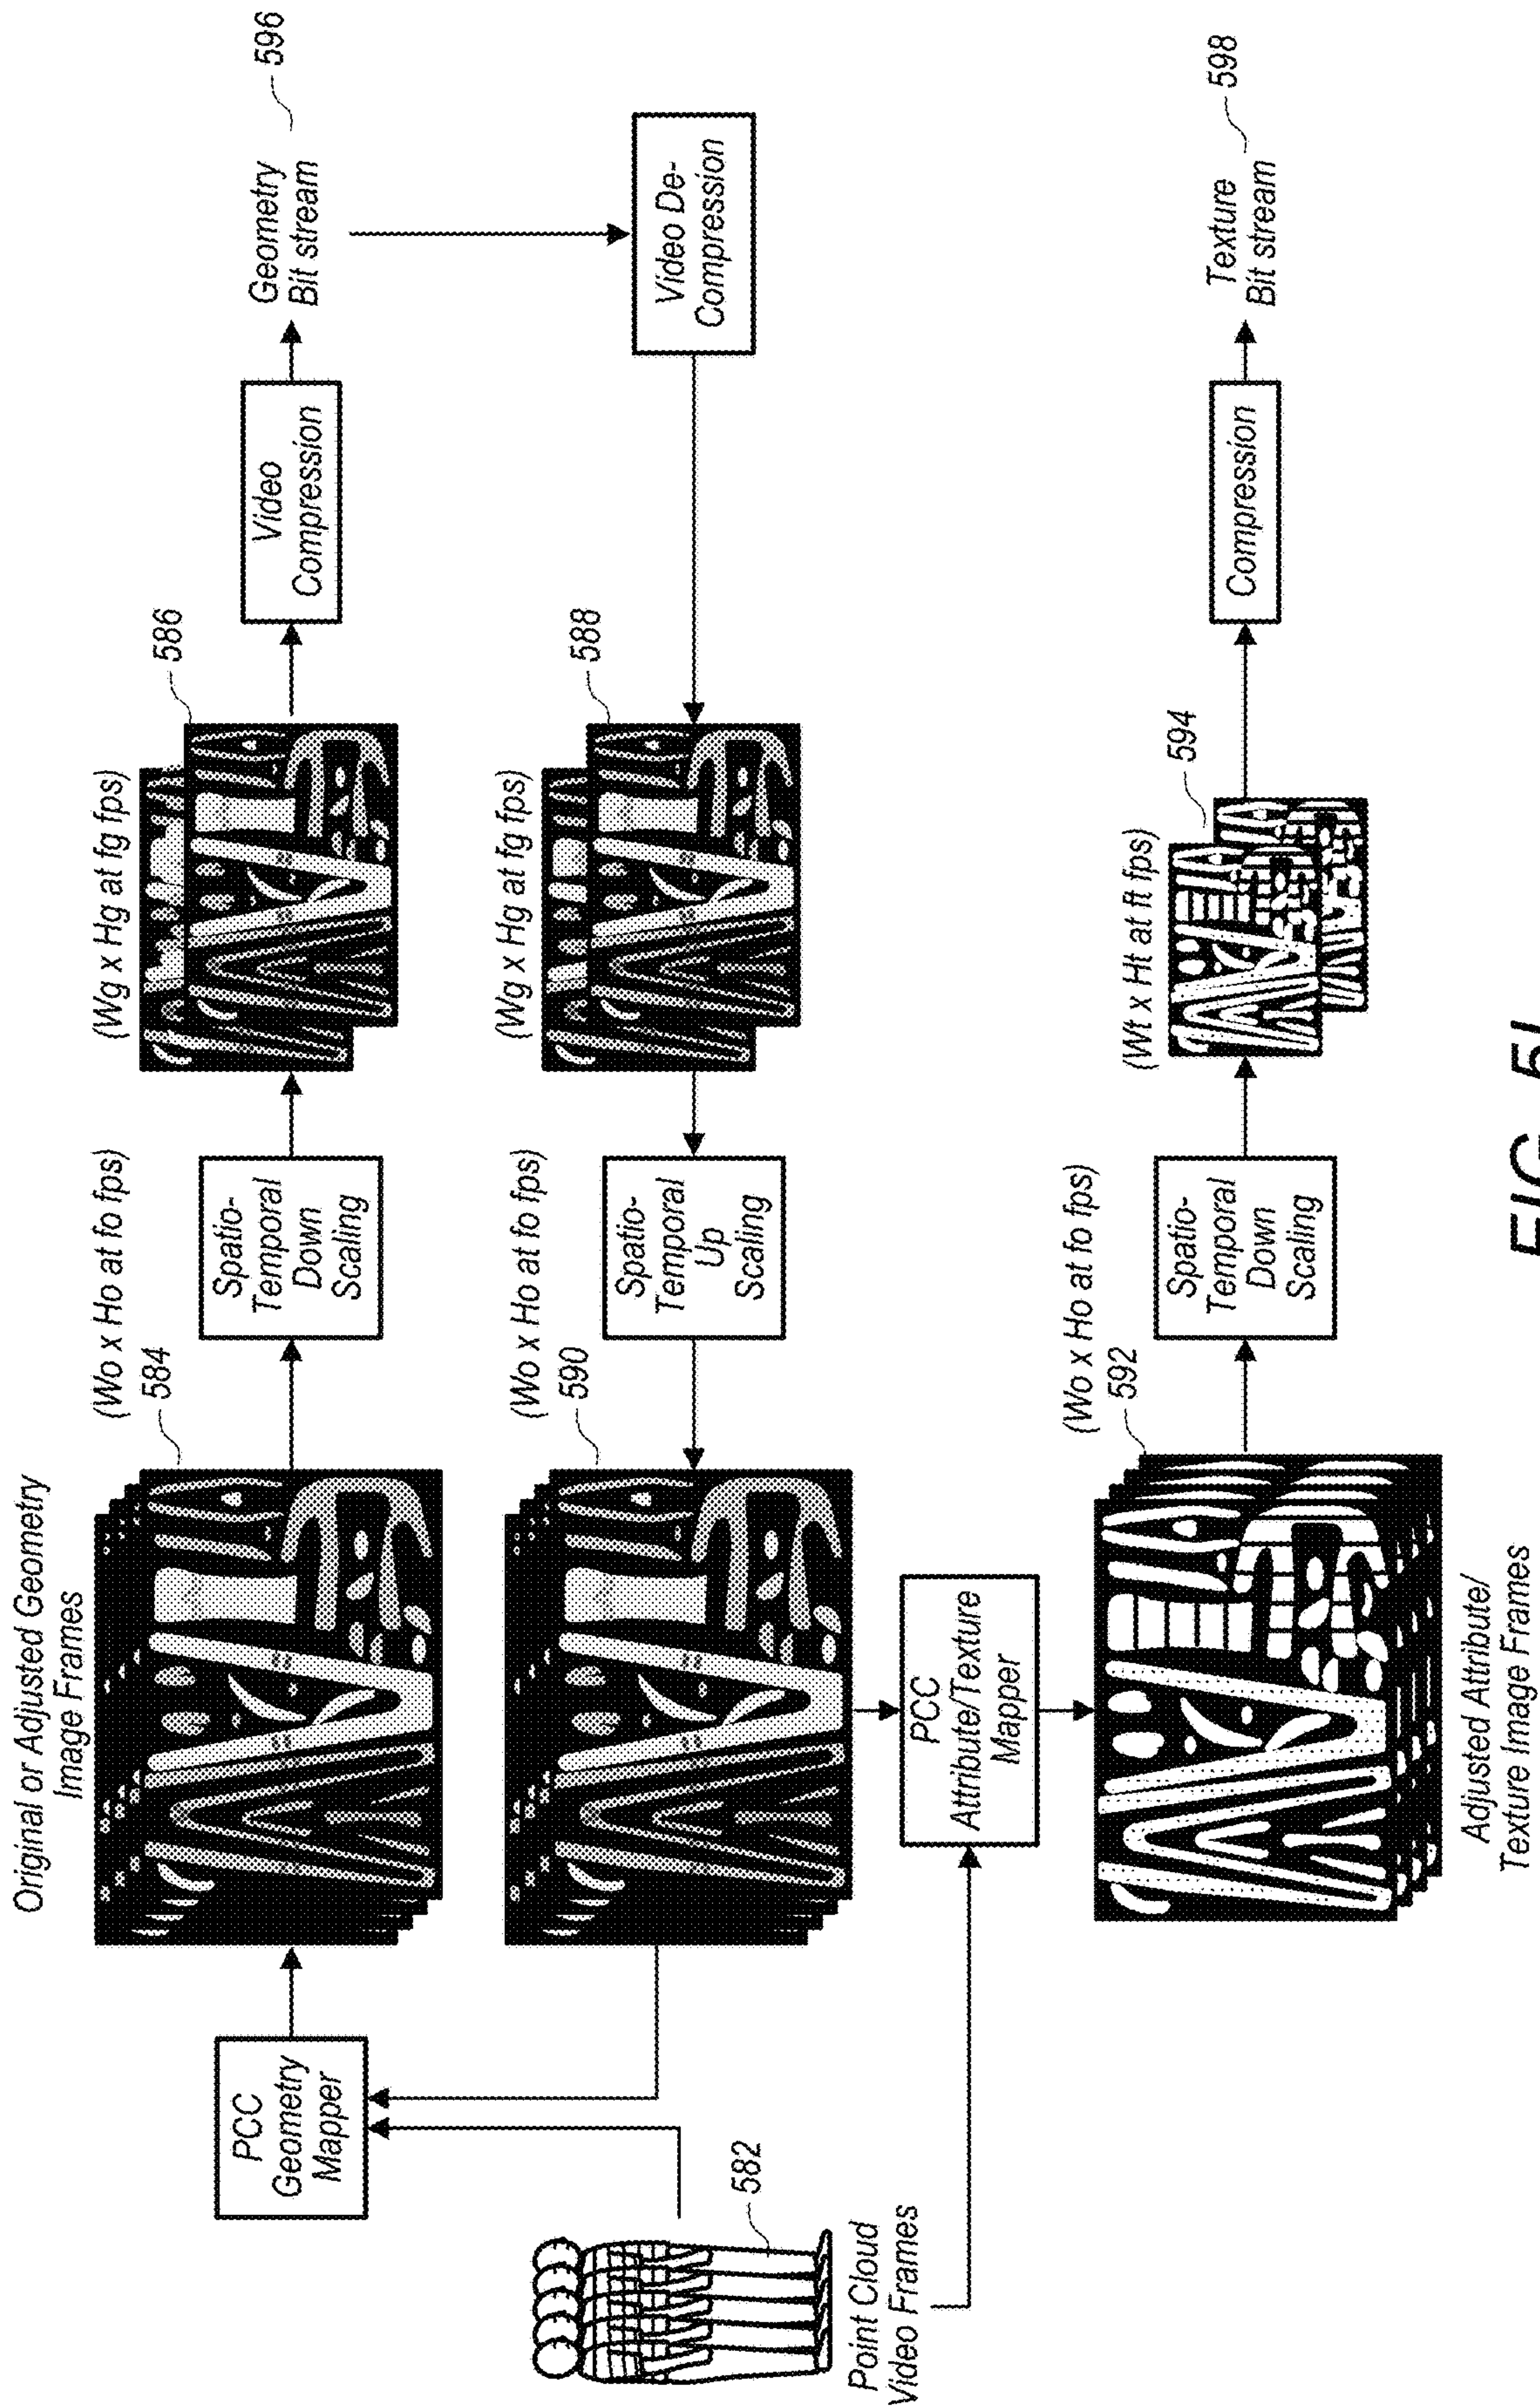 Original or Adjusted Geometry
Image Frames
(Wo x Ho at fo fps)
584
(Wg x Hg at fg fps)
586
596
PCC
Geometry
Mapper
Spatio-
Temporal
Down
Scaling
Video
Compression
Geometry
Bit stream
(Wo x Ho at fo fps)
590
(Wg x Hg at fg fps)
588
Spatio-
Temporal
Up
Scaling
Video De-
Compression
582
Point Cloud
Video Frames
PCC
Attribute/Texture
Mapper
(Wo x Ho at fo fps)
592
(Wt x Ht at ft fps)
594
598
Spatio-
Temporal
Down
Scaling
Compression
Texture
Bit stream
Adjusted Attribute/
Texture Image Frames
FIG.